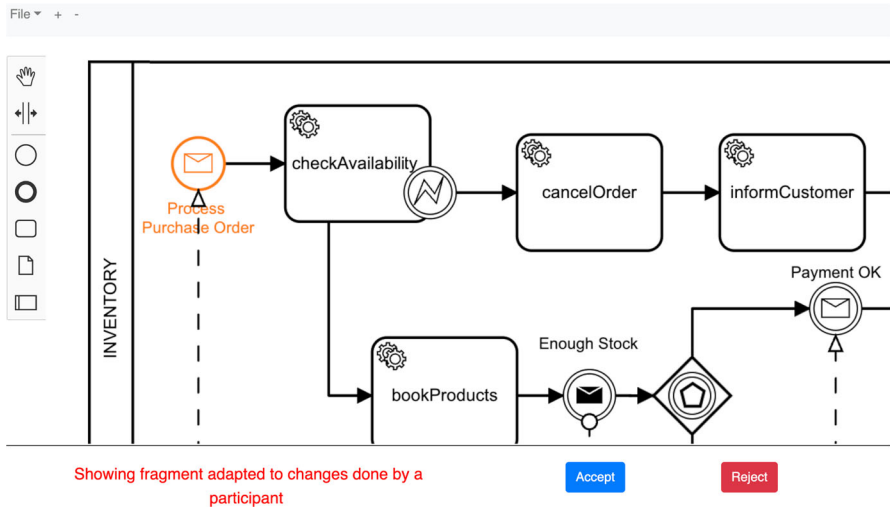 File + -
checkAvailability
cancelOrder
informCustomer
Process
Purchase Order
INVENTORY
Payment OK
Enough Stock
bookProducts
Showing fragment adapted to changes done by a
participant
Accept
Reject